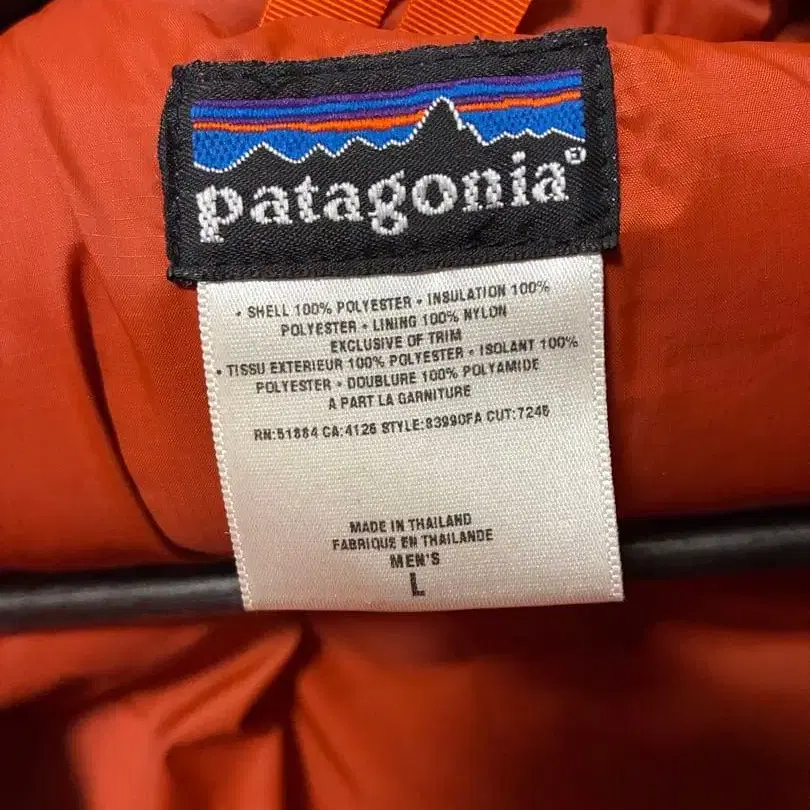 patagonia®
• SHELL 100% POLYESTER • INSULATION 100%
POLYESTER • LINING 100% NYLON
EXCLUSIVE OF TRIM
• TISSU EXTERIEUR 100% POLYESTER • ISOLANT 100%
POLYESTER • DOUBLURE 100% POLYAMIDE
A PART LA GARNITURE
RN:51884 CA:4126 STYLE:83990FA CUT:7246
MADE IN THAILAND
FABRIQUE EN THAILANDE
MEN'S
L